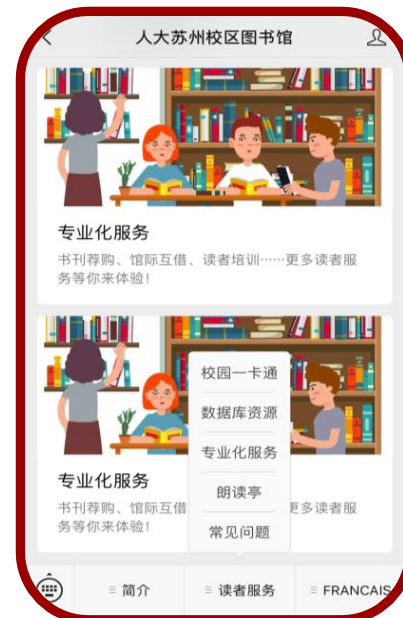 人大苏州校区图书馆
专业化服务
书刊荐购、馆际互借、读者培训……更多读者服
务等你来体验！
校园一卡通
数据库资源
专业化服务
朗读亭
常见问题
专业化服务
书刊荐购、馆际互借
更多读者服
务等你来体验！
简介
读者服务
FRANCAIS